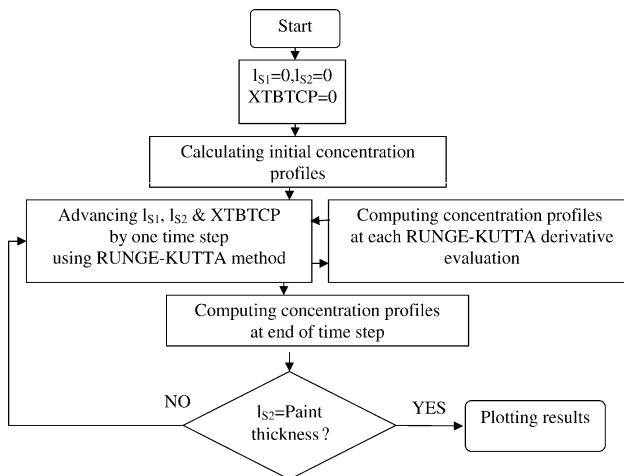 Start
lS1=0,lS2=0
XTBTCP=0
Calculating initial concentration
profiles
Advancing lS1, lS2 & XTBTCP
by one time step
using RUNGE-KUTTA method
Computing concentration profiles
at each RUNGE-KUTTA derivative
evaluation
Computing concentration profiles
at end of time step
NO
lS2=Paint
thickness?
YES
Plotting results